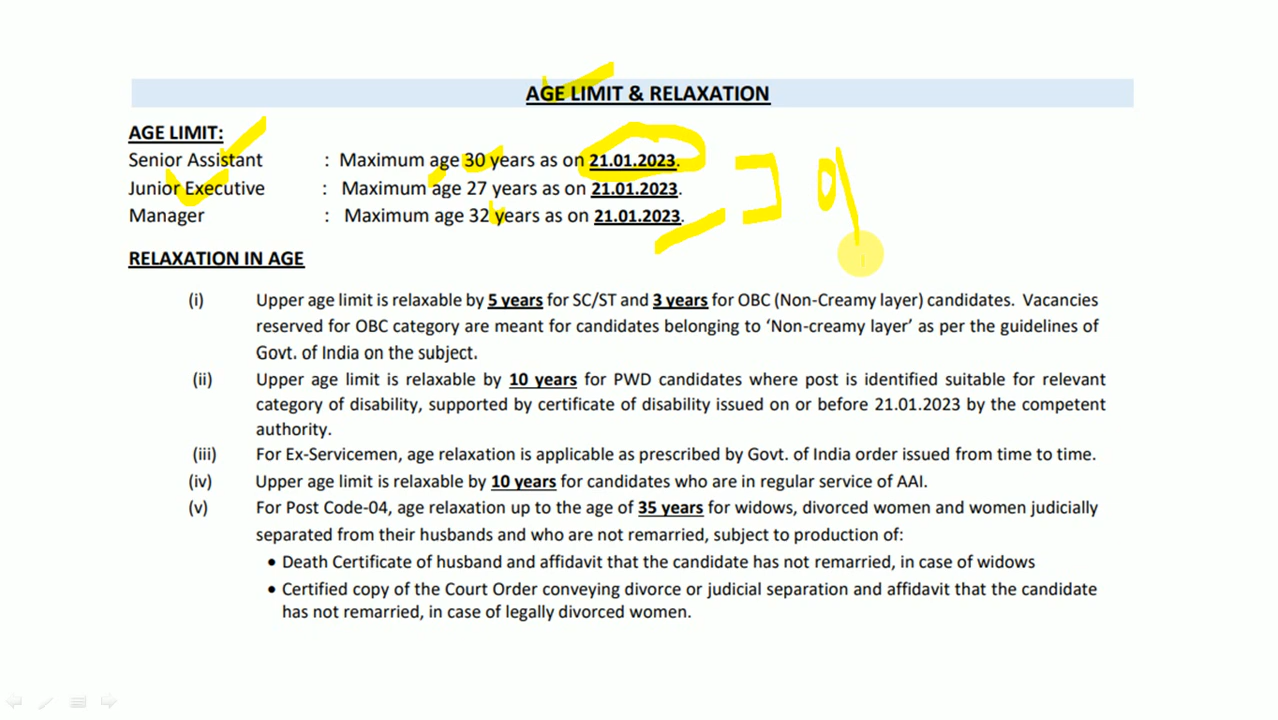 AGE LIMIT & RELAXATION
AGE LIMIT:
Senior Assistant : Maximum age 30 years as on 21.01.2023.
Junior Executive : Maximum age 27 years as on 21.01.2023.
Manager : Maximum age 32 years as on 21.01.2023.
RELAXATION IN AGE
(i) Upper age limit is relaxable by 5 years for SC/ST and 3 years for OBC (Non-Creamy layer) candidates. Vacancies
reserved for OBC category are meant for candidates belonging to ‘Non-creamy layer’ as per the guidelines of
Govt. of India on the subject.
(ii) Upper age limit is relaxable by 10 years for PWD candidates where post is identified suitable for relevant
category of disability, supported by certificate of disability issued on or before 21.01.2023 by the competent
authority.
(iii) For Ex-Servicemen, age relaxation is applicable as prescribed by Govt. of India order issued from time to time.
(iv) Upper age limit is relaxable by 10 years for candidates who are in regular service of AAI.
(v) For Post Code-04, age relaxation up to the age of 35 years for widows, divorced women and women judicially
separated from their husbands and who are not remarried, subject to production of:
• Death Certificate of husband and affidavit that the candidate has not remarried, in case of widows
• Certified copy of the Court Order conveying divorce or judicial separation and affidavit that the candidate
has not remarried, in case of legally divorced women.